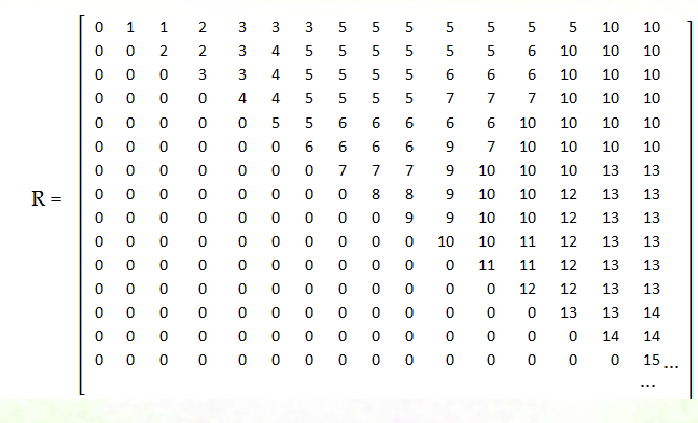 0 1 1 2 3 3 3 5 5 5 5 5 5 5 10 10
0 0 2 2 3 4 5 5 5 5 5 5 6 10 10 10
0 0 0 3 3 4 5 5 5 5 6 6 6 10 10 10
0 0 0 0 4 4 5 5 5 5 7 7 7 10 10 10
0 0 0 0 0 5 5 6 6 6 6 6 10 10 10 10
0 0 0 0 0 0 6 6 6 6 9 7 10 10 10 10
0 0 0 0 0 0 0 7 7 7 9 10 10 10 13 13
ℝ = 0 0 0 0 0 0 0 0 8 8 9 10 10 12 13 13
0 0 0 0 0 0 0 0 0 9 9 10 10 12 13 13
0 0 0 0 0 0 0 0 0 0 10 10 11 12 13 13
0 0 0 0 0 0 0 0 0 0 0 11 11 12 13 13
0 0 0 0 0 0 0 0 0 0 0 0 12 12 13 13
0 0 0 0 0 0 0 0 0 0 0 0 0 13 13 14
0 0 0 0 0 0 0 0 0 0 0 0 0 0 14 14
0 0 0 0 0 0 0 0 0 0 0 0 0 0 0 15 ...
...